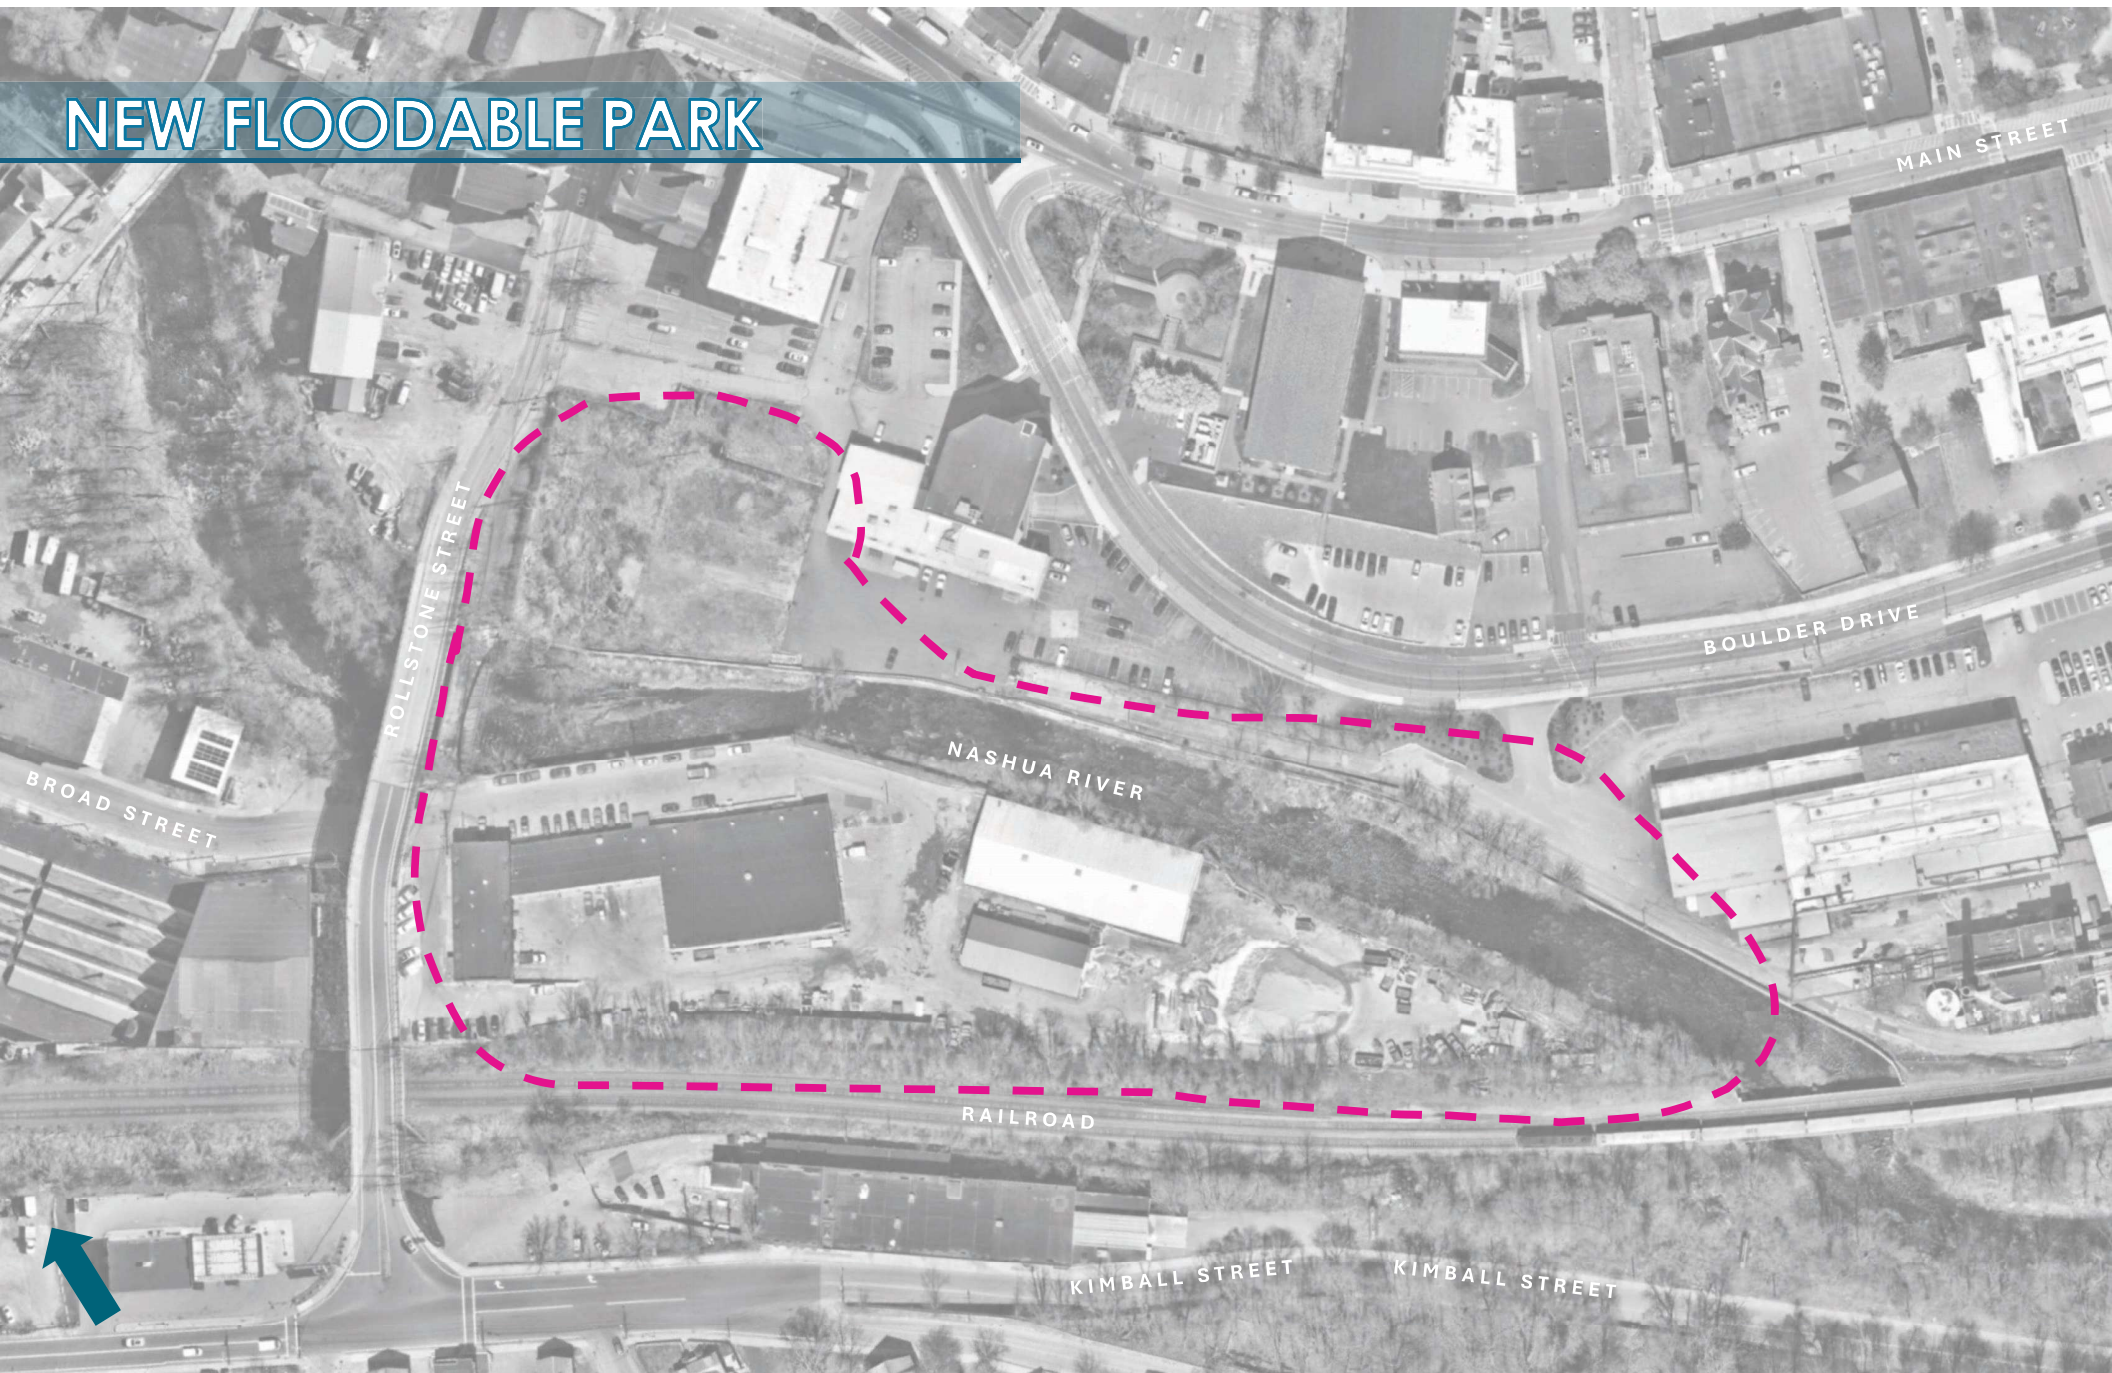 NEW FLOODABLE PARK
MAIN STREET
ROLLSTONE STREET
BOULDER DRIVE
NASHUA RIVER
BROAD STREET
RAILROAD
KIMBALL STREET
KIMBALL STREET